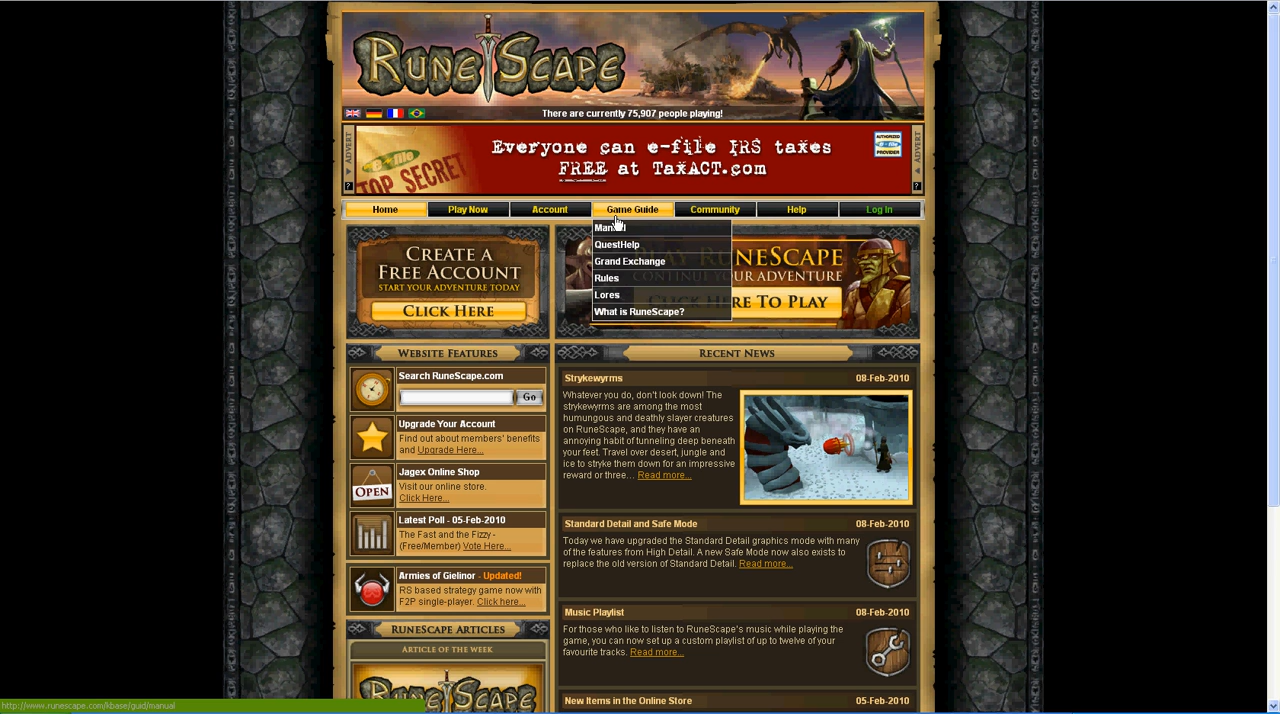 RUNESCAPE
There are currently 75,907 people playing!
ADVERT
?
e-file
TOP SECRET
Everyone can e-file IRS taxes
FREE at TaxACT.com
AUTHORIZED
e-file
PROVIDER
ADVERT
?
Home Play Now Account Game Guide Community Help Log In
QuestHelp
Grand Exchange
Rules
Lores
What is RuneScape?
CREATE A
FREE ACCOUNT
START YOUR ADVENTURE TODAY
CLICK HERE
RUNESCAPE
CONTINUE YOUR ADVENTURE
HERE TO PLAY
WEBSITE FEATURES
Search RuneScape.com
Go
Upgrade Your Account
Find out about members' benefits
and Upgrade Here...
OPEN
Jagex Online Shop
Visit our online store.
Click Here...
Latest Poll - 05-Feb-2010
The Fast and the Fizzy -
(Free/Member) Vote Here...
Armies of Gielinor - Updated!
RS based strategy game now with
F2P single-player. Click here...
RUNESCAPE ARTICLES
ARTICLE OF THE WEEK
RUNESCAPE
RECENT NEWS
Strykewyrms 08-Feb-2010
Whatever you do, don't look down! The
strykewyrms are among the most
humungous and deathly slayer creatures
on RuneScape, and they have an
annoying habit of tunneling deep beneath
your feet. Travel over desert, jungle and
ice to stryke them down for an impressive
reward or three... Read more...
Standard Detail and Safe Mode 08-Feb-2010
Today we have upgraded the Standard Detail graphics mode with many
of the features from High Detail. A new Safe Mode now also exists to
replace the old version of Standard Detail. Read more...
Music Playlist 08-Feb-2010
For those who like to listen to RuneScape's music while playing the
game, you can now set up a custom playlist of up to twelve of your
favourite tracks. Read more...
New Items in the Online Store 05-Feb-2010
http://www.runescape.com/kbase/guid/manual